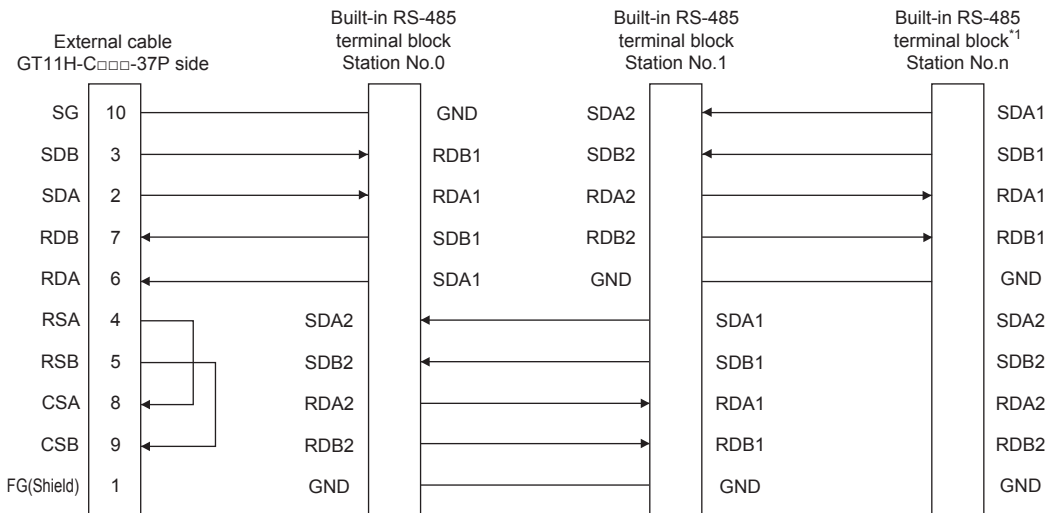 External cable
GT11H-C□□□-37P side
Built-in RS-485
terminal block
Station No.0
Built-in RS-485
terminal block
Station No.1
Built-in RS-485
terminal block*1
Station No.n
SG 10 GND SDA2 SDA1
SDB 3 RDB1 SDB2 SDB1
SDA 2 RDA1 RDA2 RDA1
RDB 7 SDB1 RDB2 RDB1
RDA 6 SDA1 GND GND
RSA 4 SDA2 SDA1 SDA2
RSB 5 SDB2 SDB1 SDB2
CSA 8 RDA2 RDA1 RDA2
CSB 9 RDB2 RDB1 RDB2
FG(Shield) 1 GND GND GND